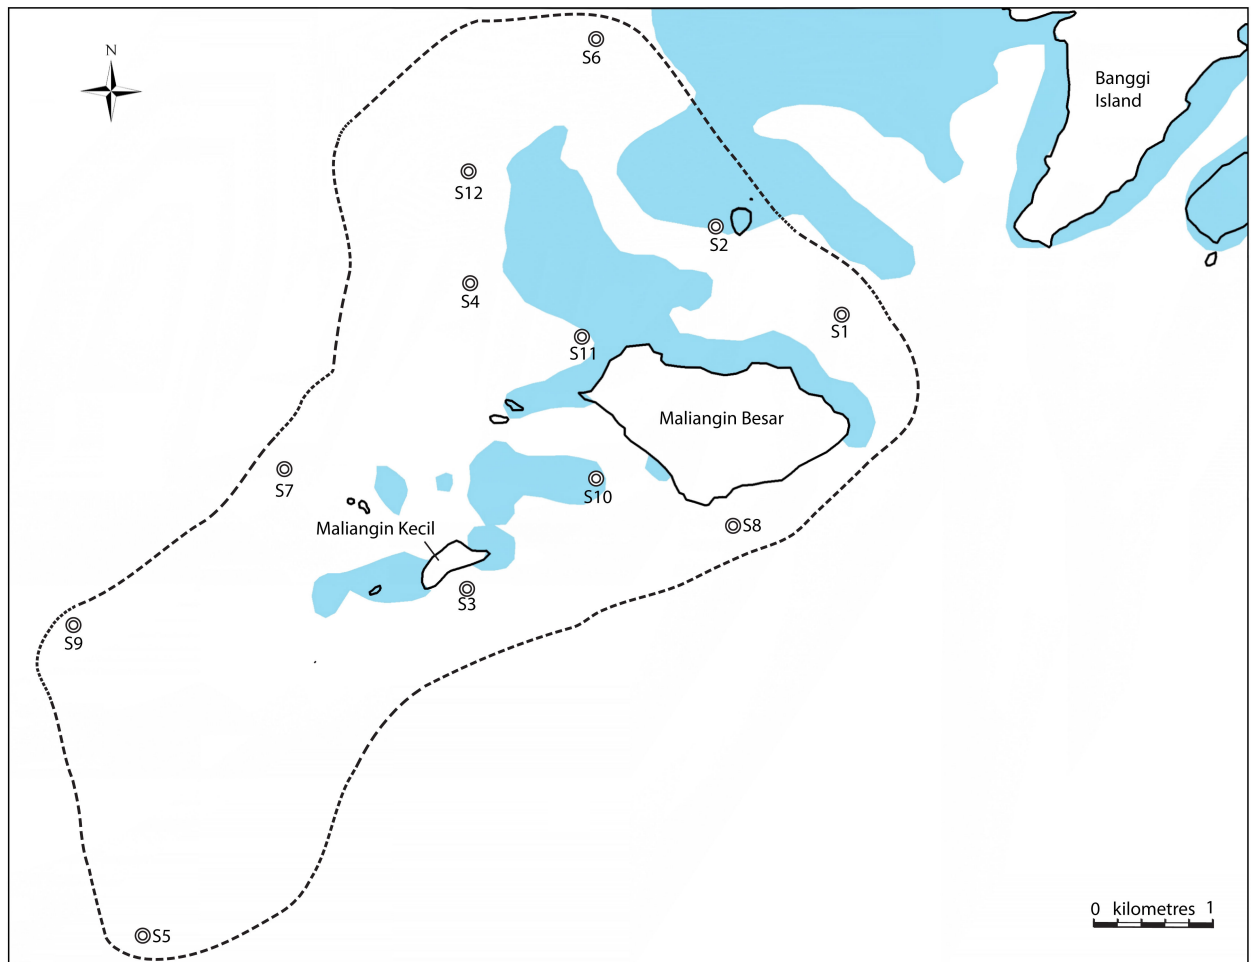 N
S6
Banggi
Island
S12
S2
S4
S1
S11
Maliangin Besar
S7
S10
Maliangin Kecil
S8
S3
S9
0 kilometres 1
S5